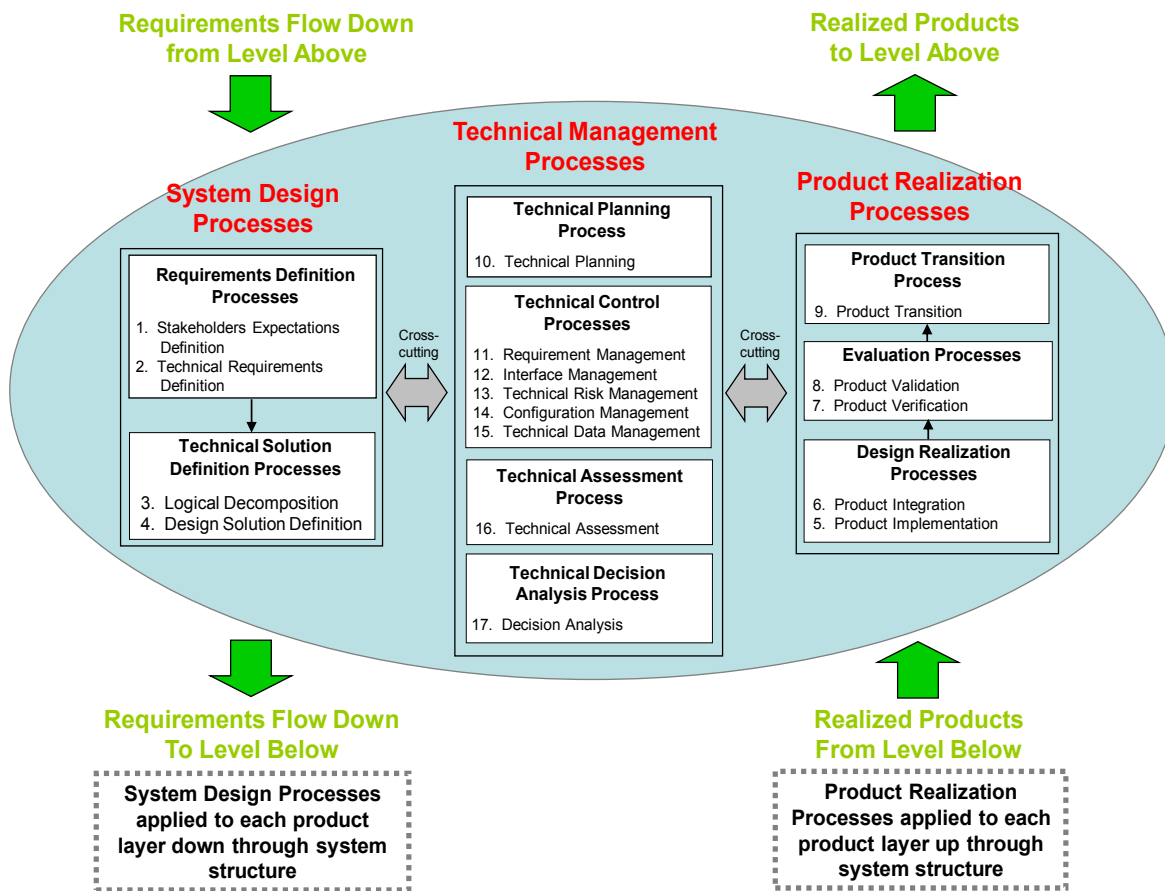 Requirements Flow Down
from Level Above
Realized Products
to Level Above
Technical Management
Processes
System Design
Processes
Product Realization
Processes
Requirements Definition
Processes
1. Stakeholders Expectations
Definition
2. Technical Requirements
Definition
Technical Solution
Definition Processes
3. Logical Decomposition
4. Design Solution Definition
Cross-
cutting
Technical Planning
Process
10. Technical Planning
Technical Control
Processes
11. Requirement Management
12. Interface Management
13. Technical Risk Management
14. Configuration Management
15. Technical Data Management
Technical Assessment
Process
16. Technical Assessment
Technical Decision
Analysis Process
17. Decision Analysis
Cross-
cutting
Product Transition
Process
9. Product Transition
Evaluation Processes
8. Product Validation
7. Product Verification
Design Realization
Processes
6. Product Integration
5. Product Implementation
Requirements Flow Down
To Level Below
System Design Processes
applied to each product
layer down through system
structure
Realized Products
From Level Below
Product Realization
Processes applied to each
product layer up through
system structure